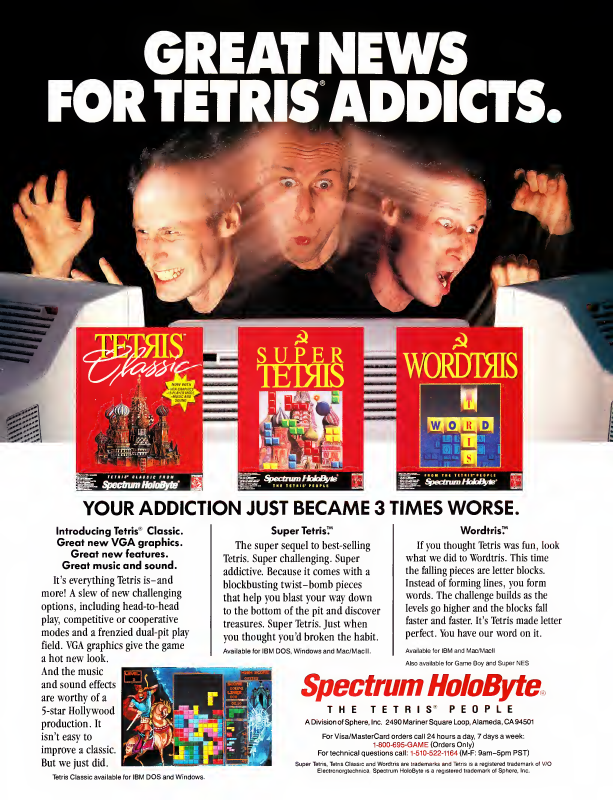 GREAT NEWS
FOR TETRIS® ADDICTS.
TETRIS™
Classic
NOW WITH
SUPER
TETRIS
WORDTRIS
WORD
TRIS
TETRIS® CLASSIC FROM
Spectrum HoloByte®
Spectrum HoloByte®
THE TETRIS® PEOPLE
FROM THE TETRIS® PEOPLE
Spectrum HoloByte®
YOUR ADDICTION JUST BECAME 3 TIMES WORSE.
Introducing Tetris® Classic.
Great new VGA graphics.
Great new features.
Great music and sound.
It's everything Tetris is–and
more! A slew of new challenging
options, including head-to-head
play, competitive or cooperative
modes and a frenzied dual-pit play
field. VGA graphics give the game
a hot new look.
And the music
and sound effects
are worthy of a
5-star Hollywood
production. It
isn't easy to
improve a classic.
But we just did.
Tetris Classic available for IBM DOS and Windows.
Super Tetris.™
The super sequel to best-selling
Tetris. Super challenging. Super
addictive. Because it comes with a
blockbusting twist–bomb pieces
that help you blast your way down
to the bottom of the pit and discover
treasures. Super Tetris. Just when
you thought you'd broken the habit.
Available for IBM DOS, Windows and Mac/MacII.
Wordtris.™
If you thought Tetris was fun, look
what we did to Wordtris. This time
the falling pieces are letter blocks.
Instead of forming lines, you form
words. The challenge builds as the
levels go higher and the blocks fall
faster and faster. It's Tetris made letter
perfect. You have our word on it.
Available for IBM and Mac/MacII
Also available for Game Boy and Super NES
Spectrum HoloByte®
THE TETRIS® PEOPLE
A Division of Sphere, Inc. 2490 Mariner Square Loop, Alameda, CA 94501
For Visa/MasterCard orders call 24 hours a day, 7 days a week:
1-800-695-GAME (Orders Only)
For technical questions call: 1-510-522-1164 (M-F: 9am–5pm PST)
Super Tetris, Tetris Classic and Wordtris are trademarks and Tetris is a registered trademark of V/O
Electronorgtechnica. Spectrum HoloByte is a registered trademark of Sphere, Inc.